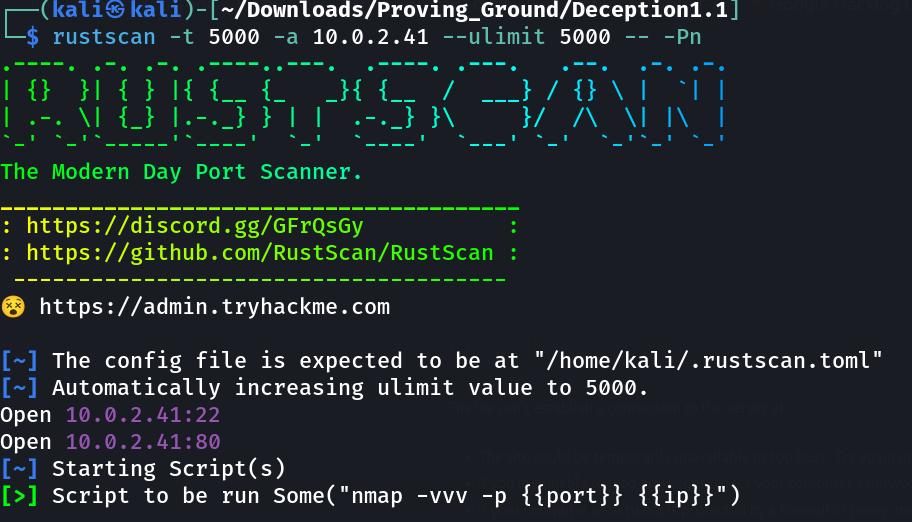 ┌──(kali㉿kali)-[~/Downloads/Proving_Ground/Deception1.1]
└─$ rustscan -t 5000 -a 10.0.2.41 --ulimit 5000 -- -Pn
.----. .-. .-. .----..---.  .----. .---.   .--.  .-. .-.
| {}  }| { } |{ {__ {_   _}{ {__  /  ___} / {} \ |  `| |
| .-. \| {_} |.-._} } | |  .-._} }\     }/  /\  \| |\  |
`-' `-'`-----'`----'  `-'  `----'  `---' `-'  `-'`-' `-'
The Modern Day Port Scanner.
________________________________________
: https://discord.gg/GFrQsGy           :
: https://github.com/RustScan/RustScan :
 --------------------------------------
😵 https://admin.tryhackme.com
[~] The config file is expected to be at "/home/kali/.rustscan.toml"
[~] Automatically increasing ulimit value to 5000.
Open 10.0.2.41:22
Open 10.0.2.41:80
[~] Starting Script(s)
[>] Script to be run Some("nmap -vvv -p {{port}} {{ip}}")